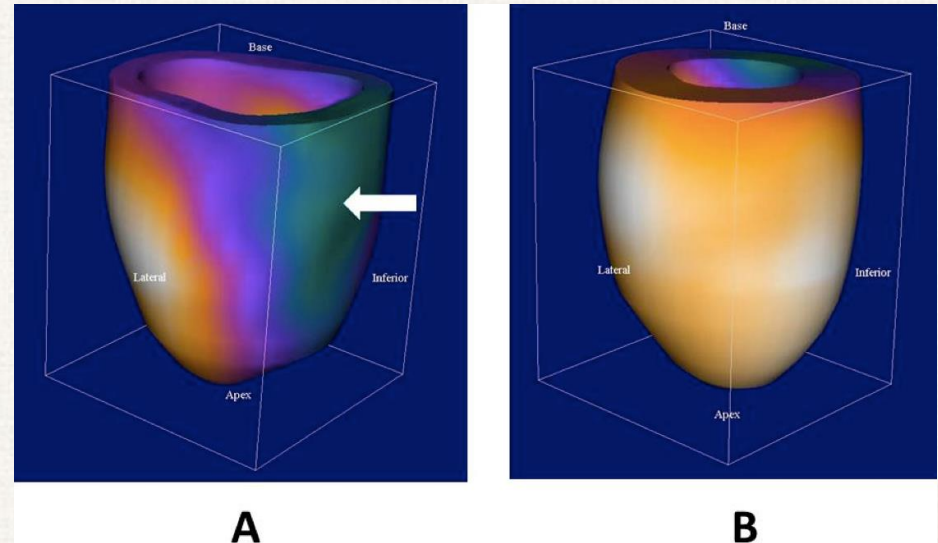 Base
Lateral
Inferior
Apex
Base
Lateral
Inferior
Apex
A
B